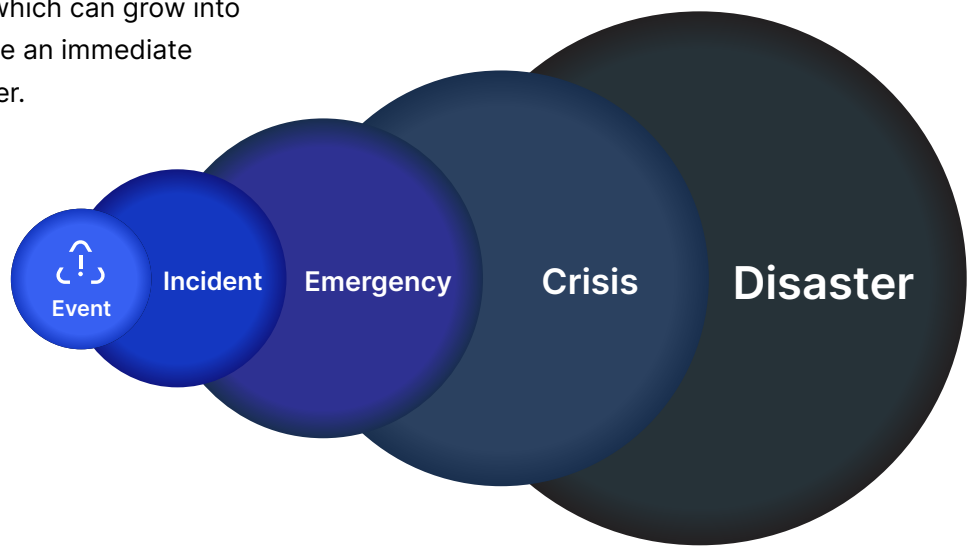 which can grow into
e an immediate
er.
Event
Incident
Emergency
Crisis
Disaster